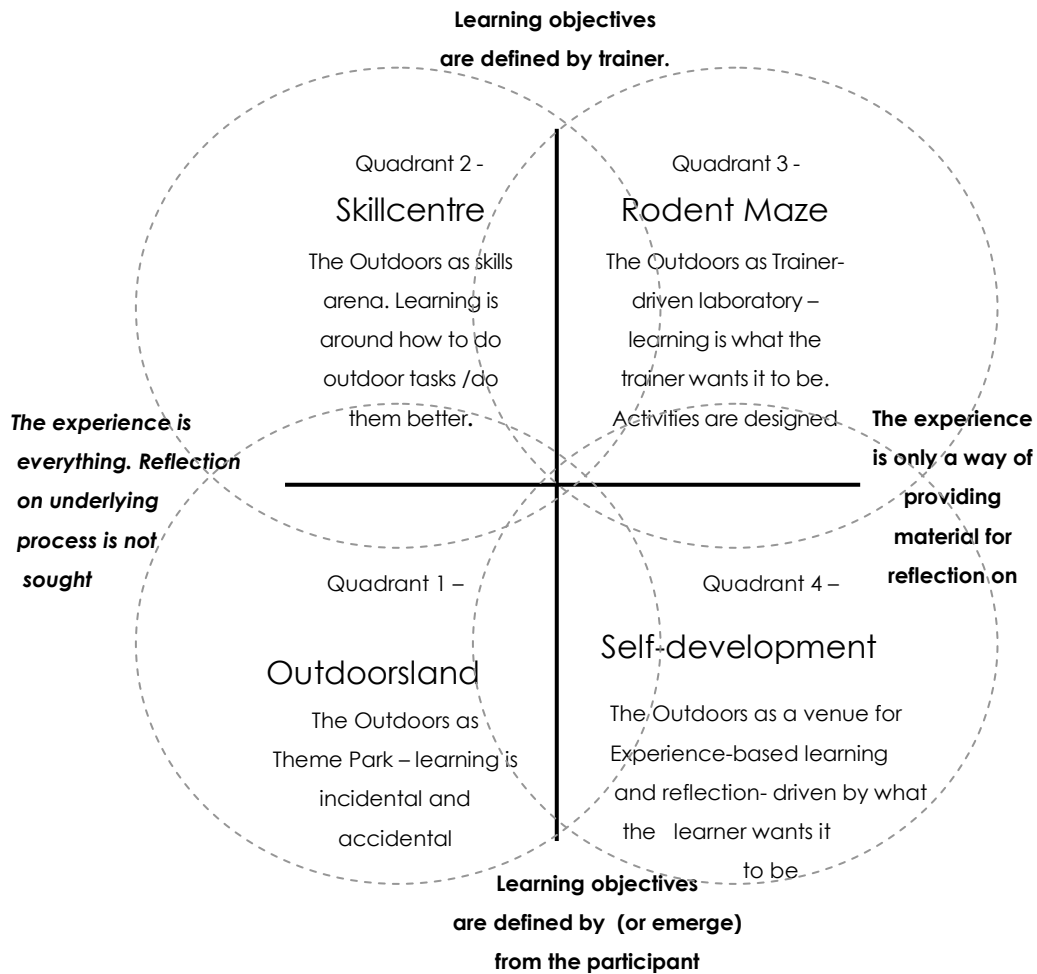 Learning objectives
are defined by trainer.
Quadrant 2 -
Skillcentre
The Outdoors as skills
arena. Learning is
around how to do
outdoor tasks /do
them better.
Quadrant 3 -
Rodent Maze
The Outdoors as Trainer-
driven laboratory –
learning is what the
trainer wants it to be.
Activities are designed
The experience is
everything. Reflection
on underlying
process is not
sought
The experience
is only a way of
providing
material for
reflection on
Quadrant 1 –
Outdoorsland
The Outdoors as
Theme Park – learning is
incidental and
accidental
Quadrant 4 –
Self-development
The Outdoors as a venue for
Experience-based learning
and reflection- driven by what
the learner wants it
to be
Learning objectives
are defined by (or emerge)
from the participant